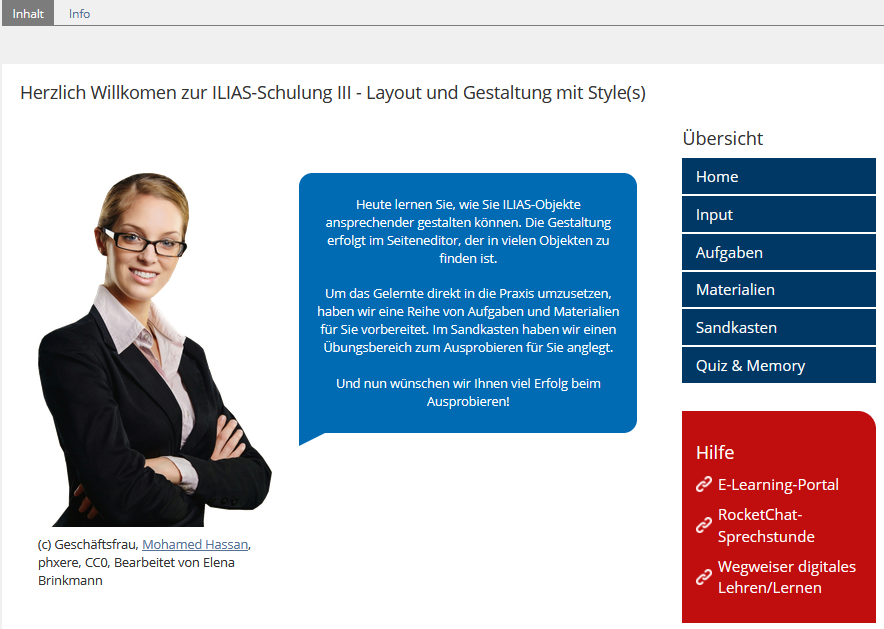 Inhalt
Info
Herzlich Willkomen zur ILIAS-Schulung III - Layout und Gestaltung mit Style(s)
Heute lernen Sie, wie Sie ILIAS-Objekte
ansprechender gestalten können. Die Gestaltung
erfolgt im Seiteneditor, der in vielen Objekten zu
finden ist.
Um das Gelernte direkt in die Praxis umzusetzen,
haben wir eine Reihe von Aufgaben und Materialien
für Sie vorbereitet. Im Sandkasten haben wir einen
Übungsbereich zum Ausprobieren für Sie anglegt.
Und nun wünschen wir Ihnen viel Erfolg beim
Ausprobieren!
(c) Geschäftsfrau, Mohamed Hassan,
phxere, CC0, Bearbeitet von Elena
Brinkmann
Übersicht
Home
Input
Aufgaben
Materialien
Sandkasten
Quiz & Memory
Hilfe
E-Learning-Portal
RocketChat-
Sprechstunde
Wegweiser digitales
Lehren/Lernen